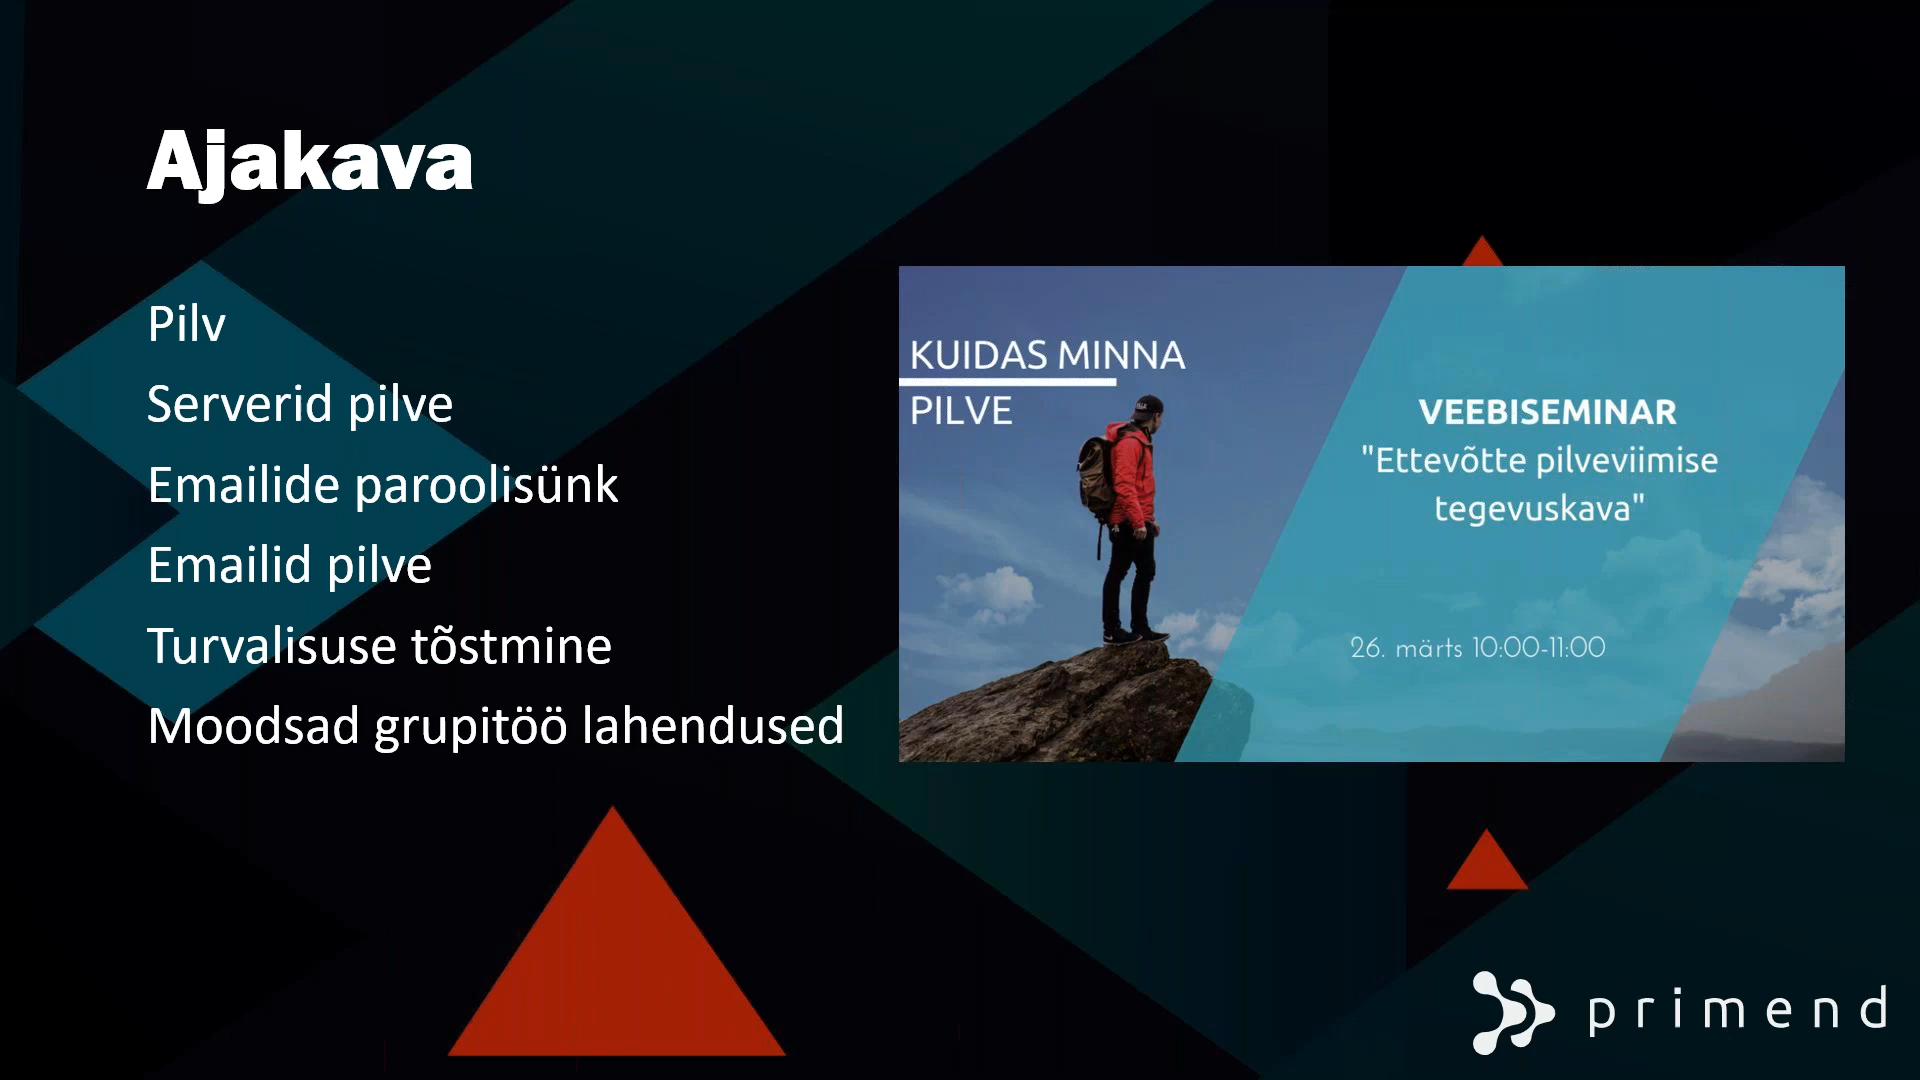 Ajakava
Pilv
Serverid pilve
Emailide paroolisünk
Emailid pilve
Turvalisuse tõstmine
Moodsad grupitöö lahendused
KUIDAS MINNA
PILVE
VEEBISEMINAR
"Ettevõtte pilveviimise
tegevuskava"
26. märts 10:00-11:00
primend